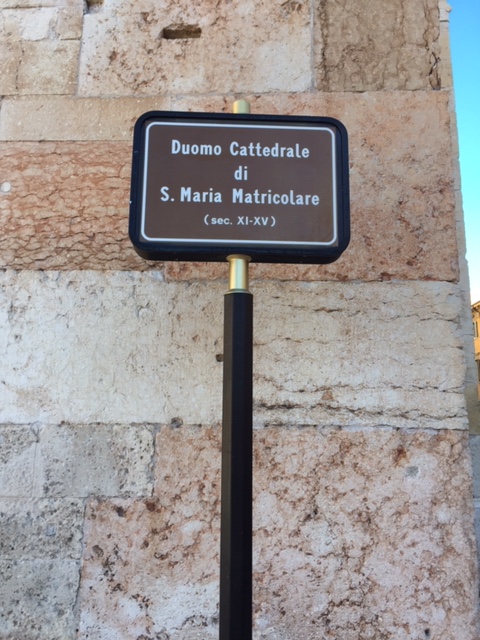 Duomo Cattedrale
di
S. Maria Matricolare
(sec. XI-XV)